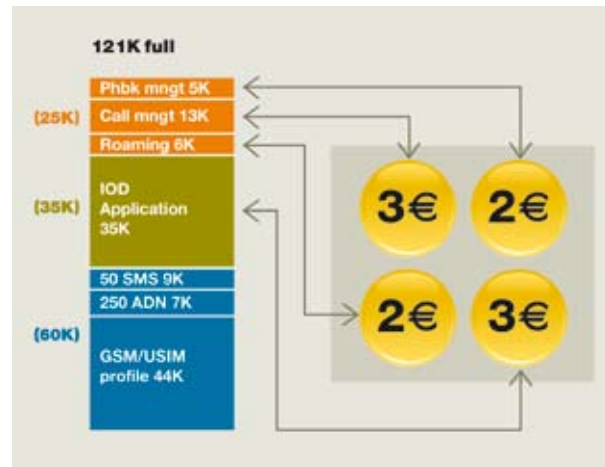 121K full
Phbk mngt 5K
(25K)
Call mngt 13K
Roaming 6K
(35K)
IOD
Application
35K
50 SMS 9K
250 ADN 7K
(60K)
GSM/USIM
profile 44K
3€
2€
2€
3€